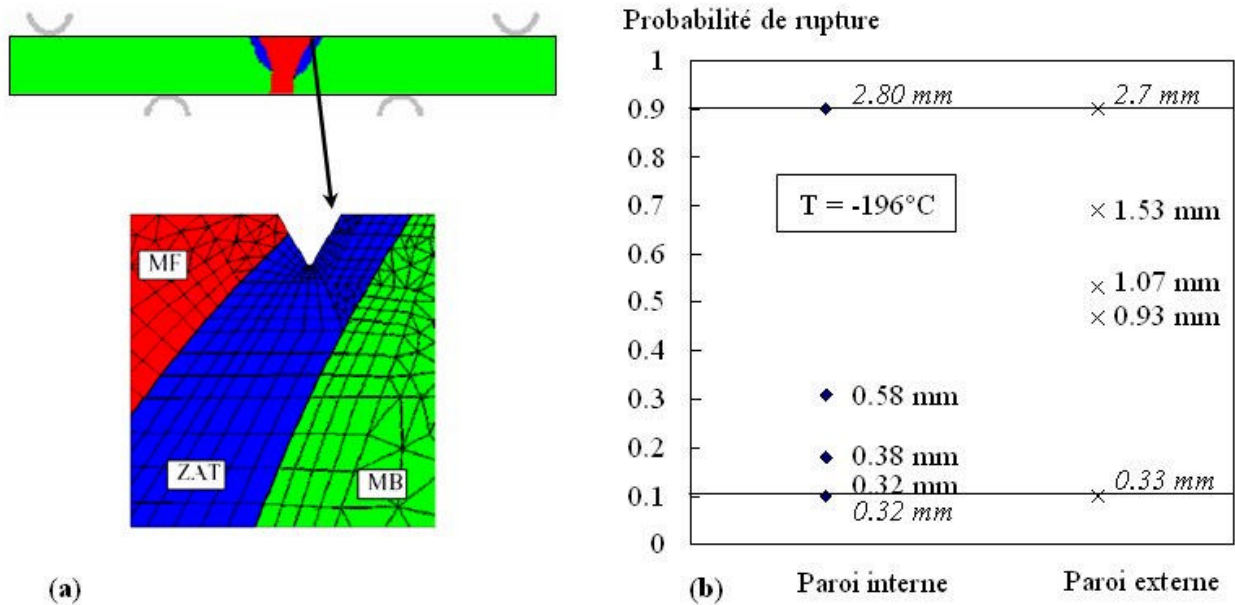 MF
ZAT
MB
(a)
Probabilité de rupture
1
0.9
0.8
0.7
0.6
0.5
0.4
0.3
0.2
0.1
0
2.80 mm
2.7 mm
T = -196°C
1.53 mm
1.07 mm
0.93 mm
0.58 mm
0.38 mm
0.32 mm
0.32 mm
0.33 mm
(b)
Paroi interne
Paroi externe